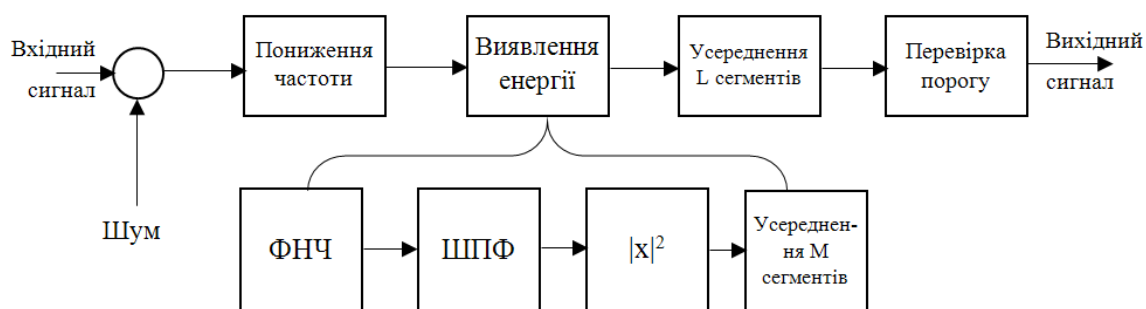 Вхідний
сигнал
Пониження
частоти
Виявлення
енергії
Усереднення
L сегментів
Перевірка
порогу
Вихідний
сигнал
Шум
ФНЧ
ШПФ
|x|²
Усереднен-
ня M
сегментів